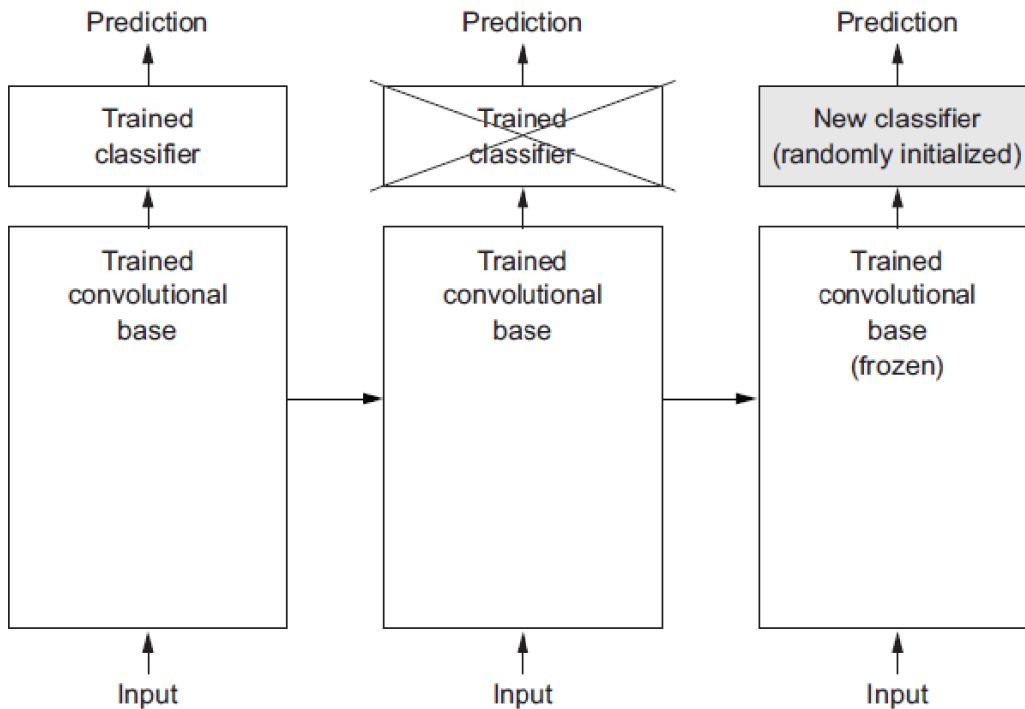 Prediction
Trained
classifier
Trained
convolutional
base
Input
Prediction
Trained
classifier
Trained
convolutional
base
Input
Prediction
New classifier
(randomly initialized)
Trained
convolutional
base
(frozen)
Input